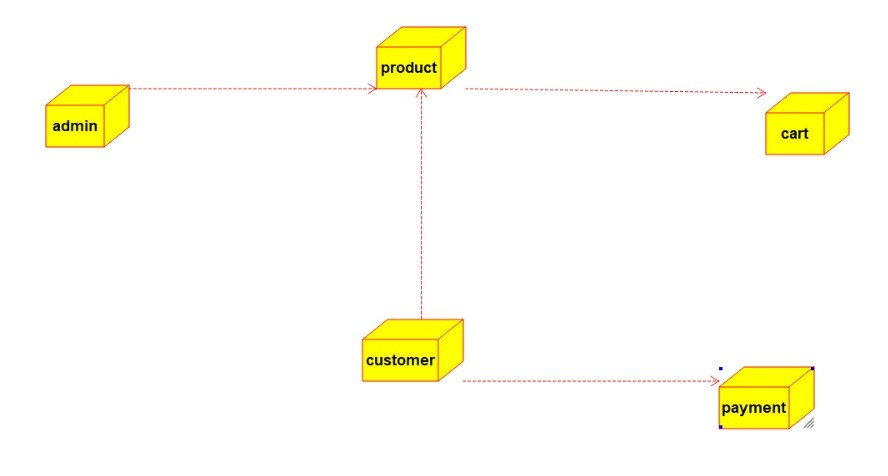 product
admin
cart
customer
payment